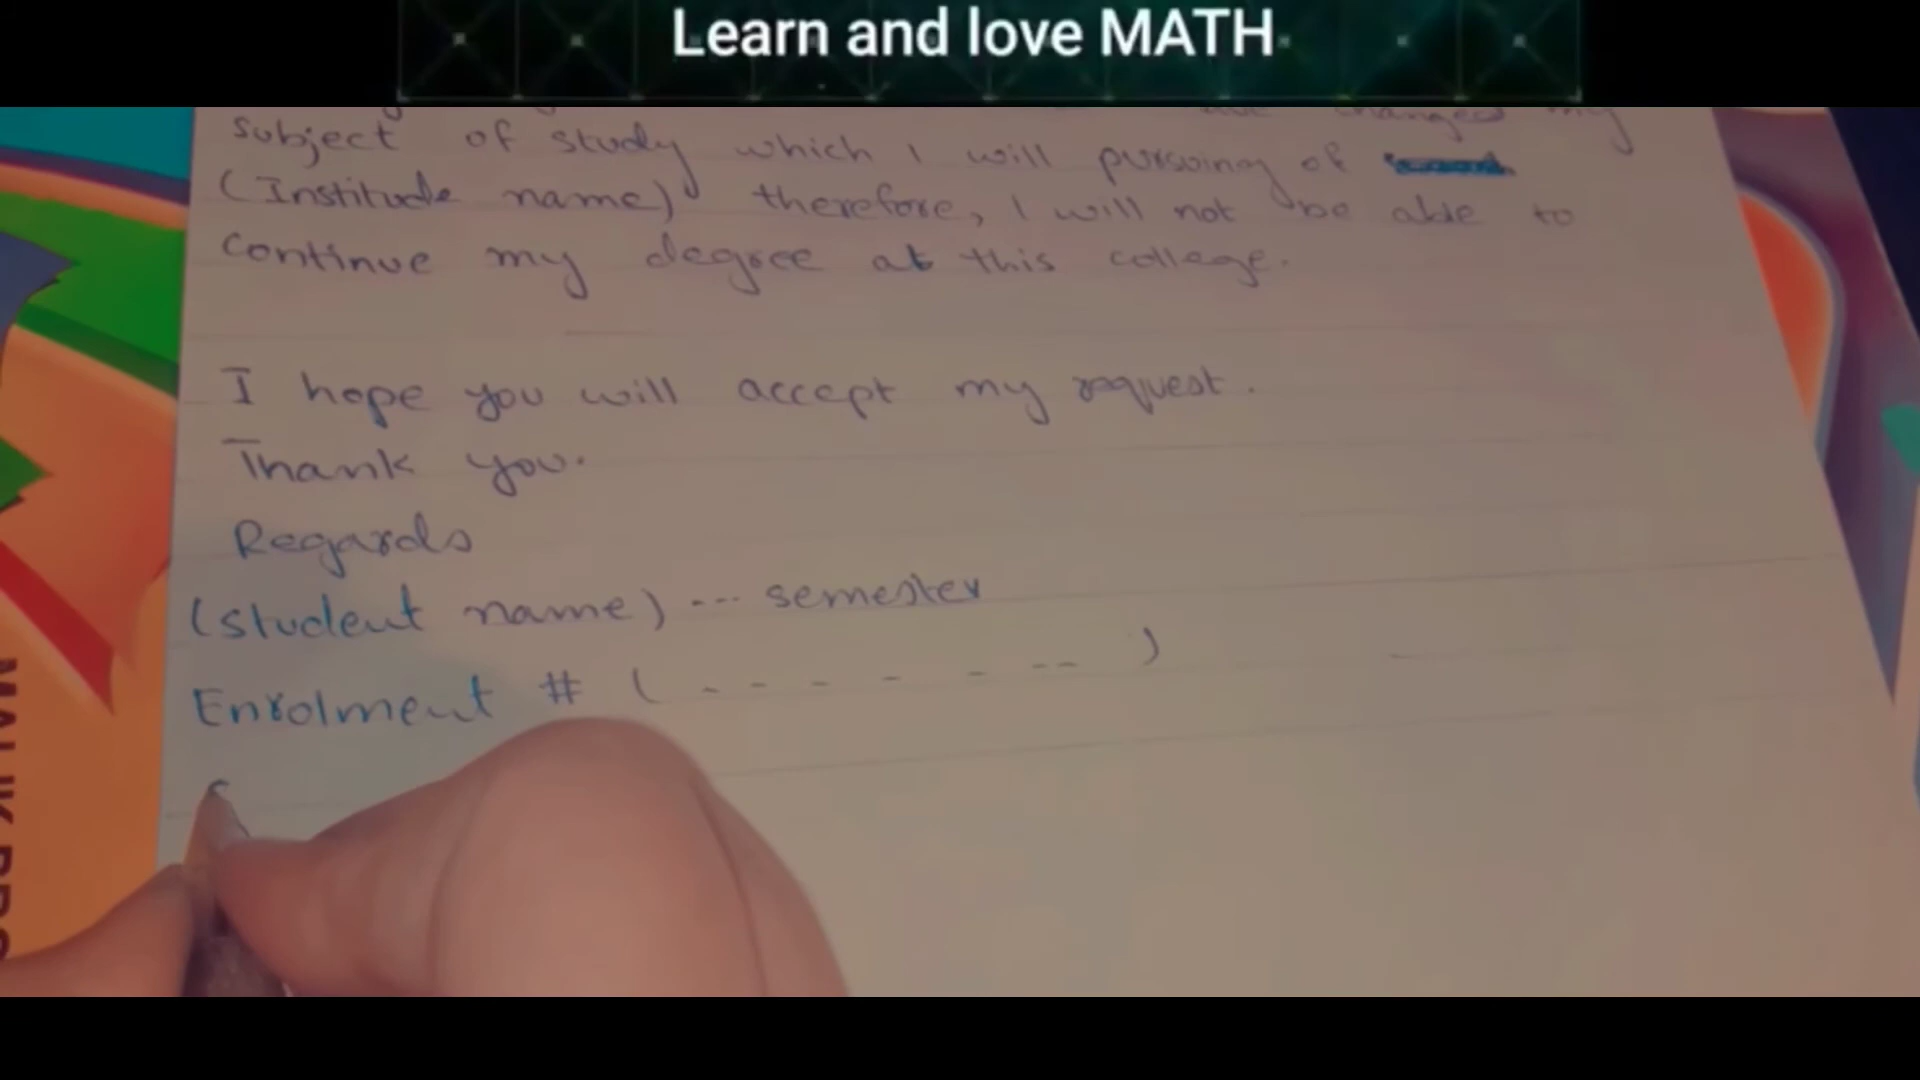 Learn and love MATH
changed my
subject of study which I will pursuing of
(Institude name) therefore, I will not be able to
continue my degree at this college.
I hope you will accept my request.
Thank you.
Regards
(student name) --- semester
Enrolment # ( - - - - - -- )